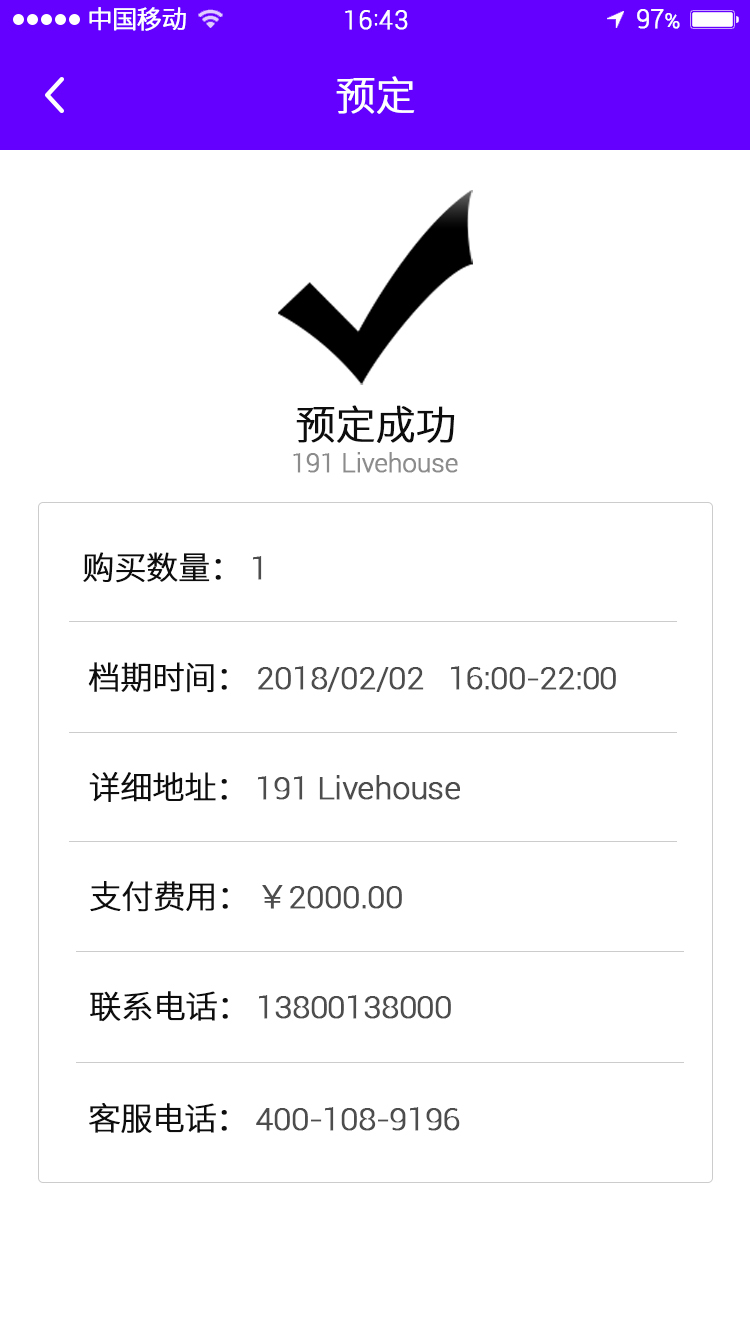 中国移动 16:43 97%
预定
预定成功
191 Livehouse
购买数量： 1
档期时间： 2018/02/02 16:00-22:00
详细地址： 191 Livehouse
支付费用： ￥2000.00
联系电话： 13800138000
客服电话： 400-108-9196